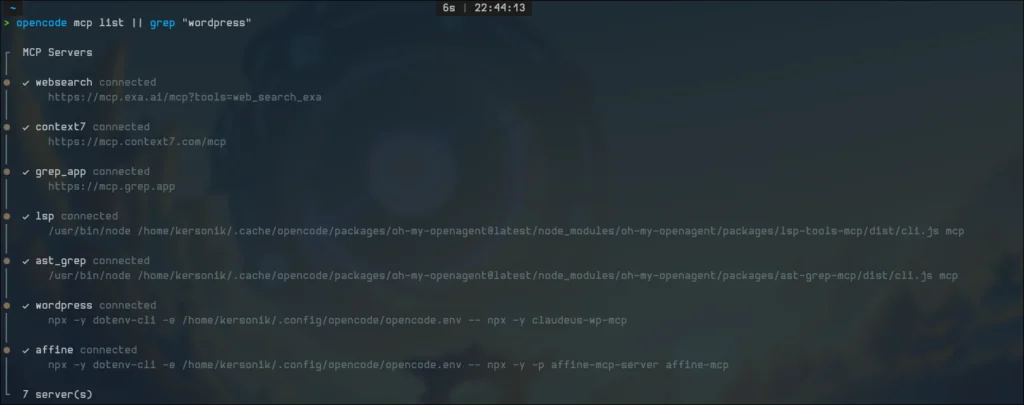 ~
6s | 22:44:13
> opencode mcp list || grep "wordpress"
MCP Servers
✓ websearch connected
https://mcp.exa.ai/mcp?tools=web_search_exa
✓ context7 connected
https://mcp.context7.com/mcp
✓ grep_app connected
https://mcp.grep.app
✓ lsp connected
/usr/bin/node /home/kersonik/.cache/opencode/packages/oh-my-openagent@latest/node_modules/oh-my-openagent/packages/lsp-tools-mcp/dist/cli.js mcp
✓ ast_grep connected
/usr/bin/node /home/kersonik/.cache/opencode/packages/oh-my-openagent@latest/node_modules/oh-my-openagent/packages/ast-grep-mcp/dist/cli.js mcp
✓ wordpress connected
npx -y dotenv-cli -e /home/kersonik/.config/opencode/opencode.env -- npx -y claudeus-wp-mcp
✓ affine connected
npx -y dotenv-cli -e /home/kersonik/.config/opencode/opencode.env -- npx -y -p affine-mcp-server affine-mcp
7 server(s)